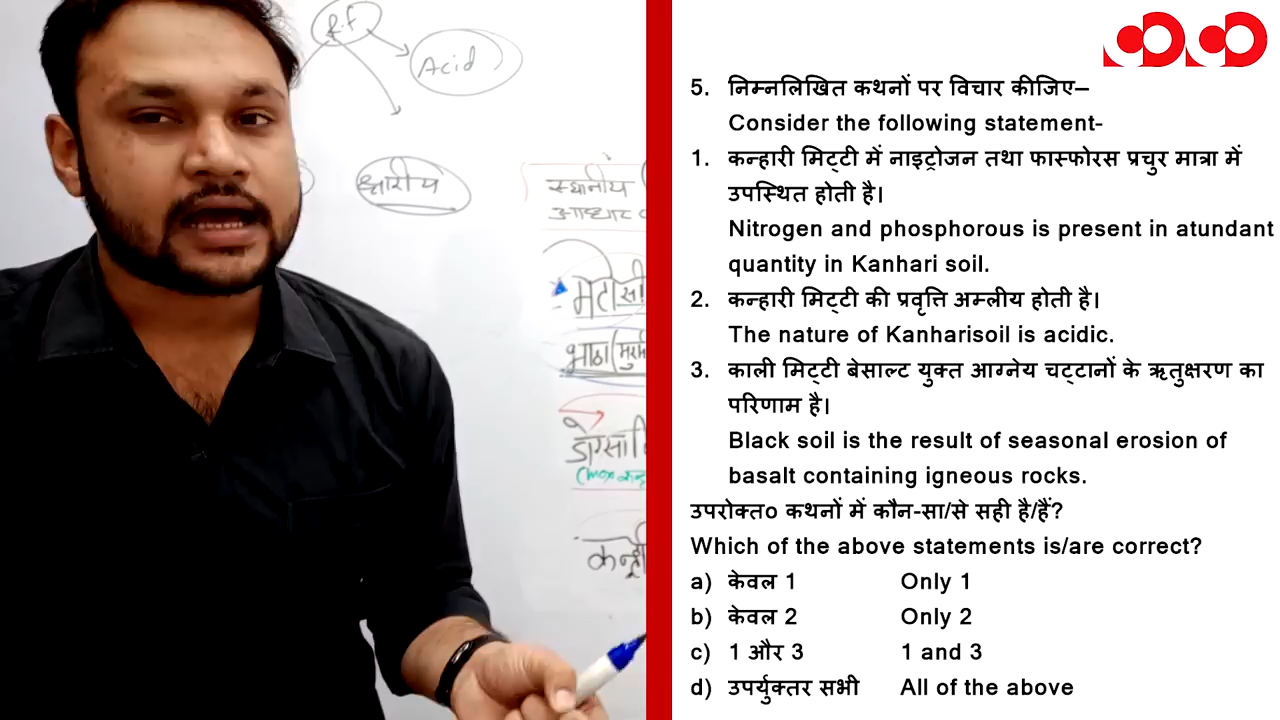 R.F
Acid
क्षारीय
स्थानीय
आधार
डोरसा
कन्हा
5. निम्नलिखित कथनों पर विचार कीजिए–
Consider the following statement-
1. कन्हारी मिट्टी में नाइट्रोजन तथा फास्फोरस प्रचुर मात्रा में
उपस्थित होती है।
Nitrogen and phosphorous is present in atundant
quantity in Kanhari soil.
2. कन्हारी मिट्टी की प्रवृत्ति अम्लीय होती है।
The nature of Kanharisoil is acidic.
3. काली मिट्टी बेसाल्ट युक्त आग्नेय चट्टानों के ऋतुक्षरण का
परिणाम है।
Black soil is the result of seasonal erosion of
basalt containing igneous rocks.
उपरोक्तo कथनों में कौन-सा/से सही है/हैं?
Which of the above statements is/are correct?
a) केवल 1 Only 1
b) केवल 2 Only 2
c) 1 और 3 1 and 3
d) उपर्युक्तर सभी All of the above